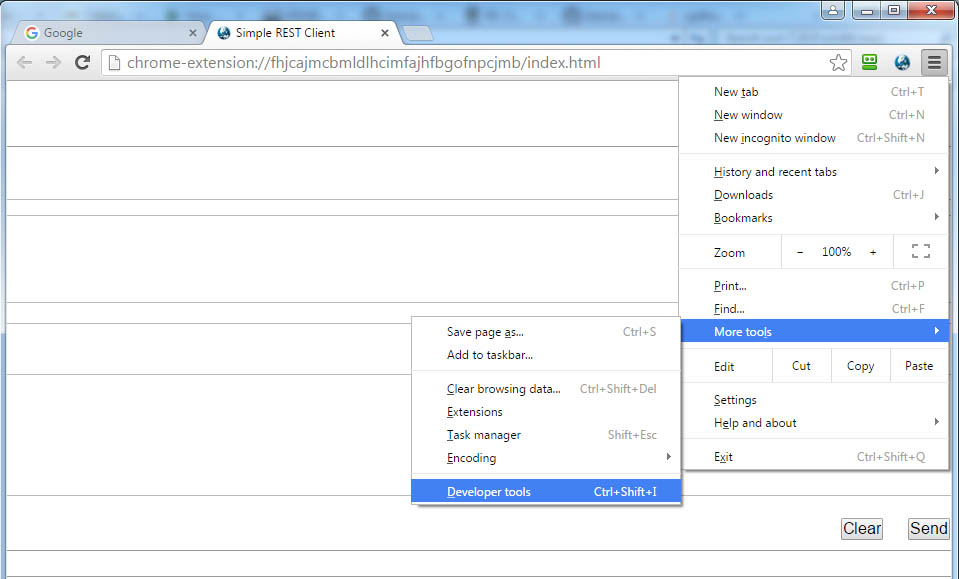 Google
Simple REST Client
chrome-extension://fhjcajmcbmldlhcimfajhfbgofnpcjmb/index.html
New tab Ctrl+T
New window Ctrl+N
New incognito window Ctrl+Shift+N
History and recent tabs
Downloads Ctrl+J
Bookmarks
Zoom − 100% +
Print... Ctrl+P
Find... Ctrl+F
More tools
Edit Cut Copy Paste
Settings
Help and about
Exit Ctrl+Shift+Q
Save page as... Ctrl+S
Add to taskbar...
Clear browsing data... Ctrl+Shift+Del
Extensions
Task manager Shift+Esc
Encoding
Developer tools Ctrl+Shift+I
Clear Send